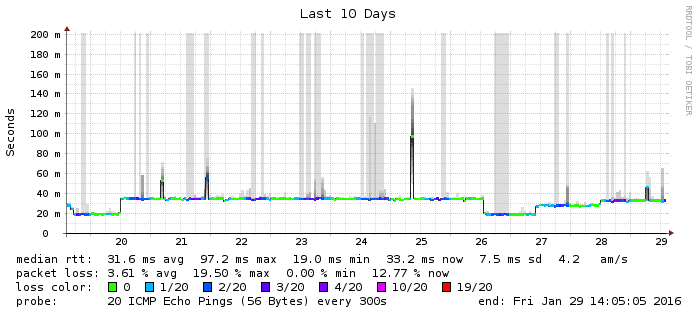 Last 10 Days
RRDTOOL / TOBI OETIKER
Seconds
200 m
180 m
160 m
140 m
120 m
100 m
80 m
60 m
40 m
20 m
0
20 21 22 23 24 25 26 27 28 29
median rtt: 31.6 ms avg 97.2 ms max 19.0 ms min 33.2 ms now 7.5 ms sd 4.2 am/s
packet loss: 3.61 % avg 19.50 % max 0.00 % min 12.77 % now
loss color: 0 1/20 2/20 3/20 4/20 10/20 19/20
probe: 20 ICMP Echo Pings (56 Bytes) every 300s end: Fri Jan 29 14:05:05 2016